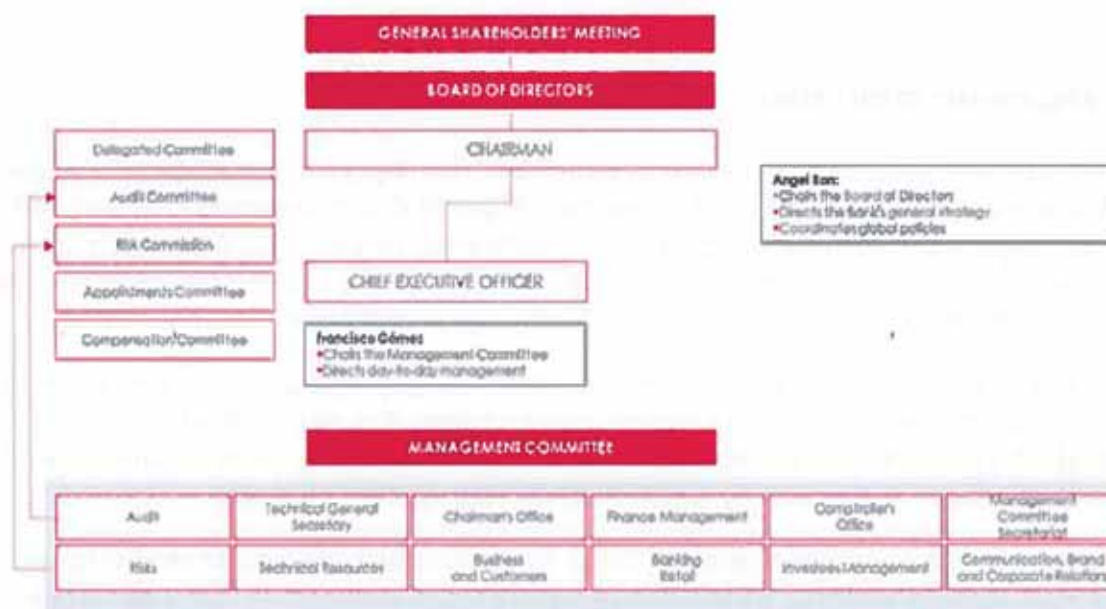 GENERAL SHAREHOLDERS' MEETING
BOARD OF DIRECTORS
CHAIRMAN
Delegated Committee
Audit Committee
Commission
Appointments Committee
Compensation Committee
Angel Ron:
•Chairs the Board of Directors
•Directs the Bank's general strategy
•Coordinates global policies
CHIEF EXECUTIVE OFFICER
Francisco Gómez
•Chairs the Management Committee
•Directs day-to-day management
MANAGEMENT COMMITTEE
Audit
Technical General
Secretary
Chairman's Office
Finance Management
Comptroller's
Office
Management
Committee
Secretariat
Risks
Technical Resources
Business
and Customers
Banking
Retail
Investees Management
Communication, Brand
and Corporate Relations